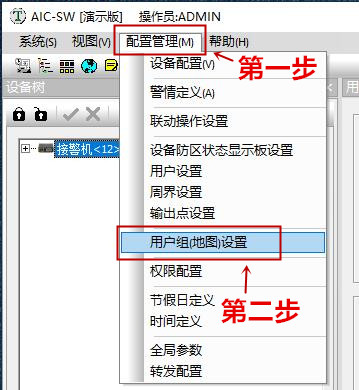 AIC-SW [演示版] 操作员:ADMIN
系统(S) 视图(V) 配置管理(M) 帮助(H)
第一步
设备树
接警机<12>
设备配置(V)
警情定义(A)
联动操作设置
设备防区状态显示板设置
用户设置
周界设置
输出点设置
用户组(地图)设置
权限配置
第二步
节假日定义
时间定义
全局参数
转发配置